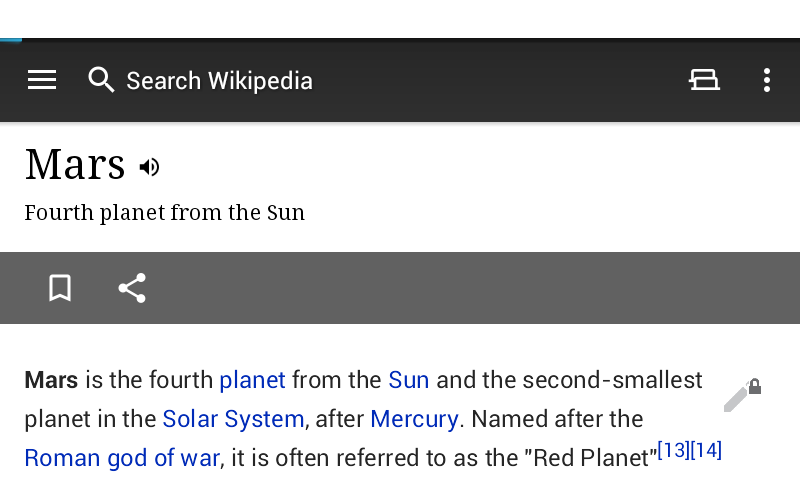 Search Wikipedia
Mars
Fourth planet from the Sun
Mars is the fourth planet from the Sun and the second-smallest
planet in the Solar System, after Mercury. Named after the
Roman god of war, it is often referred to as the "Red Planet"[13][14]